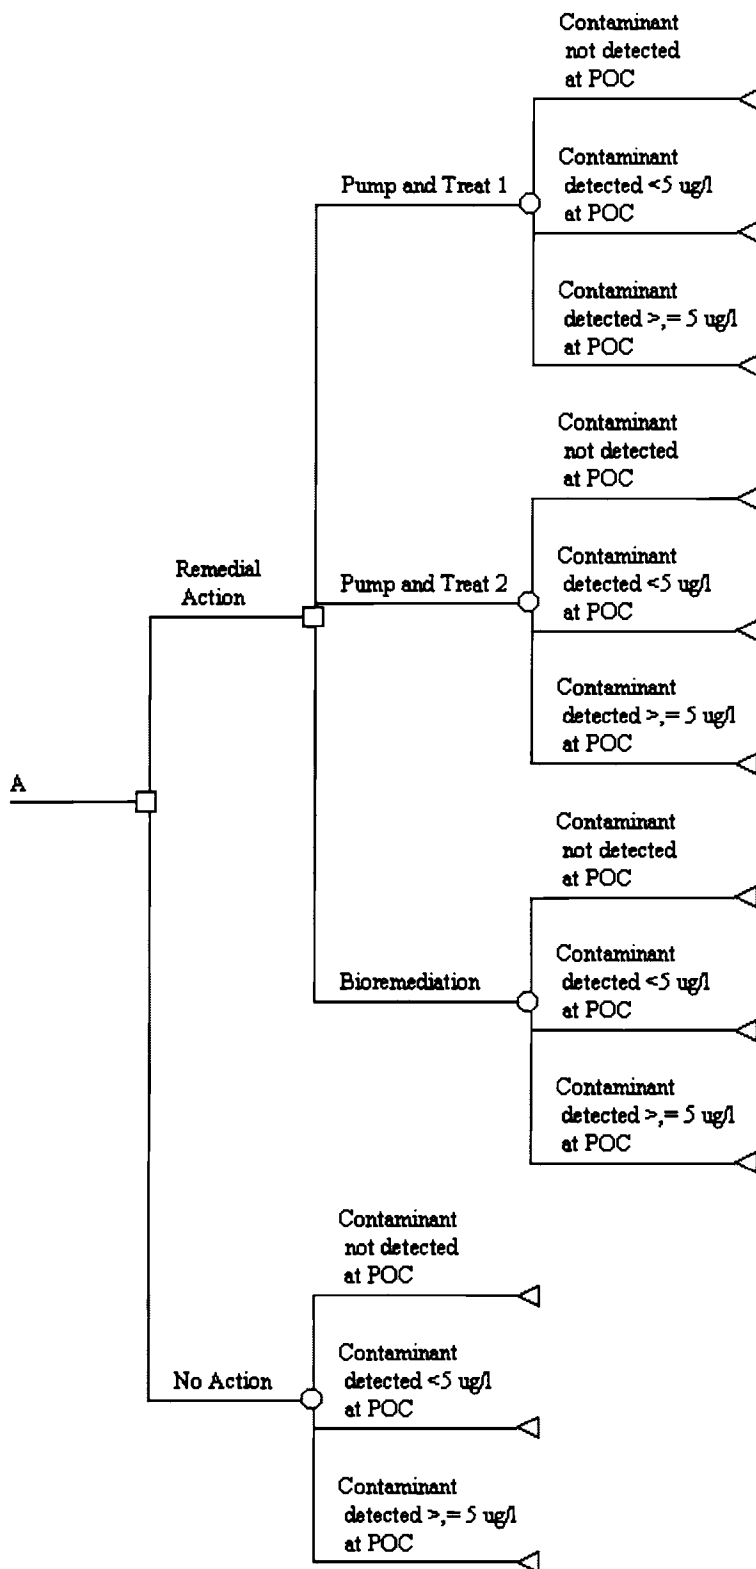 Contaminant
not detected
at POC
Contaminant
detected <5 ug/l
at POC
Pump and Treat 1
Contaminant
detected >,= 5 ug/l
at POC
Contaminant
not detected
at POC
Remedial
Action
Pump and Treat 2
Contaminant
detected <5 ug/l
at POC
Contaminant
detected >,= 5 ug/l
at POC
A
Contaminant
not detected
at POC
Bioremediation
Contaminant
detected <5 ug/l
at POC
Contaminant
detected >,= 5 ug/l
at POC
Contaminant
not detected
at POC
No Action
Contaminant
detected <5 ug/l
at POC
Contaminant
detected >,= 5 ug/l
at POC